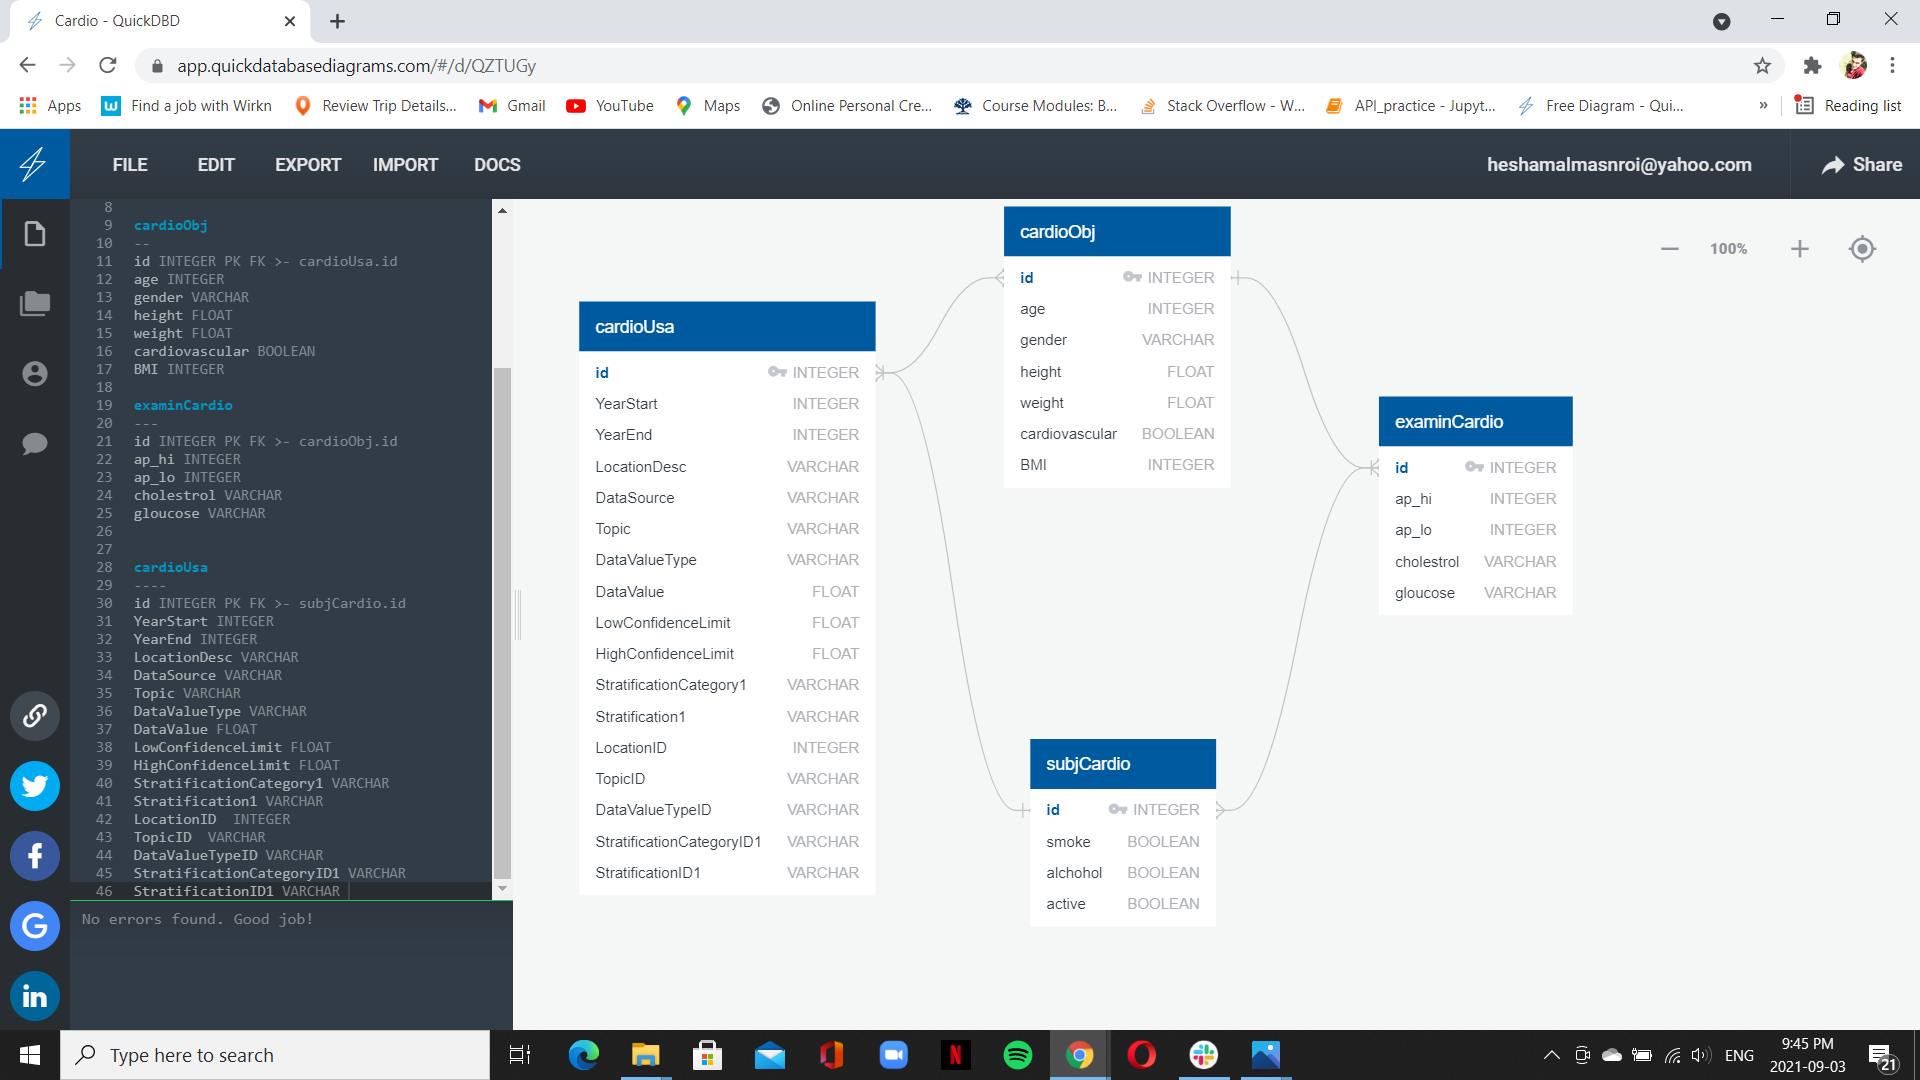 Cardio - QuickDBD
app.quickdatabasediagrams.com/#/d/QZTUGy
Apps
Find a job with Wirkn
Review Trip Details...
Gmail
YouTube
Maps
Online Personal Cre...
Course Modules: B...
Stack Overflow - W...
API_practice - Jupyt...
Free Diagram - Qui...
»
Reading list
FILE EDIT EXPORT IMPORT DOCS
heshamalmasnroi@yahoo.com
Share
8
9 cardioObj
10 --
11 id INTEGER PK FK >- cardioUsa.id
12 age INTEGER
13 gender VARCHAR
14 height FLOAT
15 weight FLOAT
16 cardiovascular BOOLEAN
17 BMI INTEGER
18
19 examinCardio
20 ---
21 id INTEGER PK FK >- cardioObj.id
22 ap_hi INTEGER
23 ap_lo INTEGER
24 cholestrol VARCHAR
25 gloucose VARCHAR
26
27
28 cardioUsa
29 ----
30 id INTEGER PK FK >- subjCardio.id
31 YearStart INTEGER
32 YearEnd INTEGER
33 LocationDesc VARCHAR
34 DataSource VARCHAR
35 Topic VARCHAR
36 DataValueType VARCHAR
37 DataValue FLOAT
38 LowConfidenceLimit FLOAT
39 HighConfidenceLimit FLOAT
40 StratificationCategory1 VARCHAR
41 Stratification1 VARCHAR
42 LocationID  INTEGER
43 TopicID  VARCHAR
44 DataValueTypeID VARCHAR
45 StratificationCategoryID1 VARCHAR
46 StratificationID1 VARCHAR
No errors found. Good job!
cardioUsa
id INTEGER
YearStart INTEGER
YearEnd INTEGER
LocationDesc VARCHAR
DataSource VARCHAR
Topic VARCHAR
DataValueType VARCHAR
DataValue FLOAT
LowConfidenceLimit FLOAT
HighConfidenceLimit FLOAT
StratificationCategory1 VARCHAR
Stratification1 VARCHAR
LocationID INTEGER
TopicID VARCHAR
DataValueTypeID VARCHAR
StratificationCategoryID1 VARCHAR
StratificationID1 VARCHAR
cardioObj
id INTEGER
age INTEGER
gender VARCHAR
height FLOAT
weight FLOAT
cardiovascular BOOLEAN
BMI INTEGER
subjCardio
id INTEGER
smoke BOOLEAN
alchohol BOOLEAN
active BOOLEAN
examinCardio
id INTEGER
ap_hi INTEGER
ap_lo INTEGER
cholestrol VARCHAR
gloucose VARCHAR
100%
Type here to search
ENG
9:45 PM
2021-09-03
21